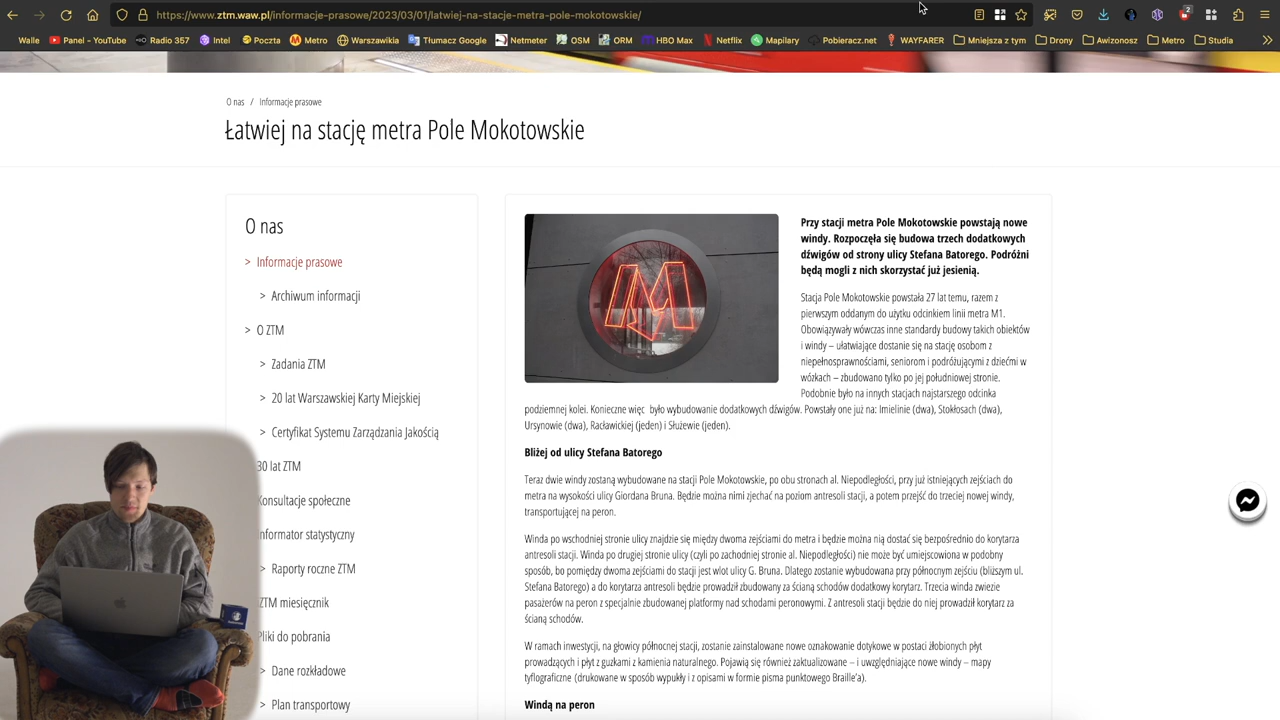 https://www.ztm.waw.pl/informacje-prasowe/2023/03/01/latwiej-na-stacje-metra-pole-mokotowskie/
2
Walle Panel - YouTube Radio 357 Intel Poczta Metro Warszawikia Tłumacz Google Netmeter OSM ORM HBO Max Netflix Mapilary Pobieracz.net WAYFARER Mniejsza z tym Drony Awizonosz Metro Studia
O nas / Informacje prasowe
Łatwiej na stację metra Pole Mokotowskie
O nas
> Informacje prasowe
> Archiwum informacji
> O ZTM
> Zadania ZTM
> 20 lat Warszawskiej Karty Miejskiej
> Certyfikat Systemu Zarządzania Jakością
30 lat ZTM
Konsultacje społeczne
Informator statystyczny
> Raporty roczne ZTM
iZTM miesięcznik
Pliki do pobrania
> Dane rozkładowe
> Plan transportowy
Przy stacji metra Pole Mokotowskie powstają nowe
windy. Rozpoczęła się budowa trzech dodatkowych
dźwigów od strony ulicy Stefana Batorego. Podróżni
będą mogli z nich skorzystać już jesienią.
Stacja Pole Mokotowskie powstała 27 lat temu, razem z
pierwszym oddanym do użytku odcinkiem linii metra M1.
Obowiązywały wówczas inne standardy budowy takich obiektów
i windy – ułatwiające dostanie się na stację osobom z
niepełnosprawnościami, seniorom i podróżującymi z dziećmi w
wózkach – zbudowano tylko po jej południowej stronie.
Podobnie było na innych stacjach najstarszego odcinka
podziemnej kolei. Konieczne więc było wybudowanie dodatkowych dźwigów. Powstały one już na: Imielinie (dwa), Stokłosach (dwa),
Ursynowie (dwa), Racławickiej (jeden) i Służewie (jeden).
Bliżej od ulicy Stefana Batorego
Teraz dwie windy zostaną wybudowane na stacji Pole Mokotowskie, po obu stronach al. Niepodległości, przy już istniejących zejściach do
metra na wysokości ulicy Giordana Bruna. Będzie można nimi zjechać na poziom antresoli stacji, a potem przejść do trzeciej nowej windy,
transportującej na peron.
Winda po wschodniej stronie ulicy znajdzie się między dwoma zejściami do metra i będzie można nią dostać się bezpośrednio do korytarza
antresoli stacji. Winda po drugiej stronie ulicy (czyli po zachodniej stronie al. Niepodległości) nie może być umiejscowiona w podobny
sposób, bo pomiędzy dwoma zejściami do stacji jest wlot ulicy G. Bruna. Dlatego zostanie wybudowana przy północnym zejściu (bliższym ul.
Stefana Batorego) a do korytarza antresoli będzie prowadził zbudowany za ścianą schodów dodatkowy korytarz. Trzecia winda zwiezie
pasażerów na peron z specjalnie zbudowanej platformy nad schodami peronowymi. Z antresoli stacji będzie do niej prowadził korytarz za
ścianą schodów.
W ramach inwestycji, na głowicy północnej stacji, zostanie zainstalowane nowe oznakowanie dotykowe w postaci żłobionych płyt
prowadzących i płyt z guzkami z kamienia naturalnego. Pojawią się również zaktualizowane – i uwzględniające nowe windy – mapy
tyflograficzne (drukowane w sposób wypukły i z opisami w formie pisma punktowego Braille'a).
Windą na peron